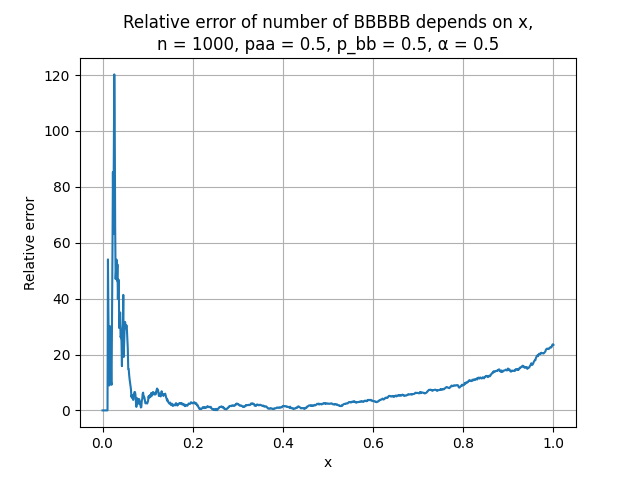 Relative error of number of BBBBB depends on x,
n = 1000, paa = 0.5, p_bb = 0.5, α = 0.5
120
100
80
60
40
20
0
Relative error
0.0 0.2 0.4 0.6 0.8 1.0
x